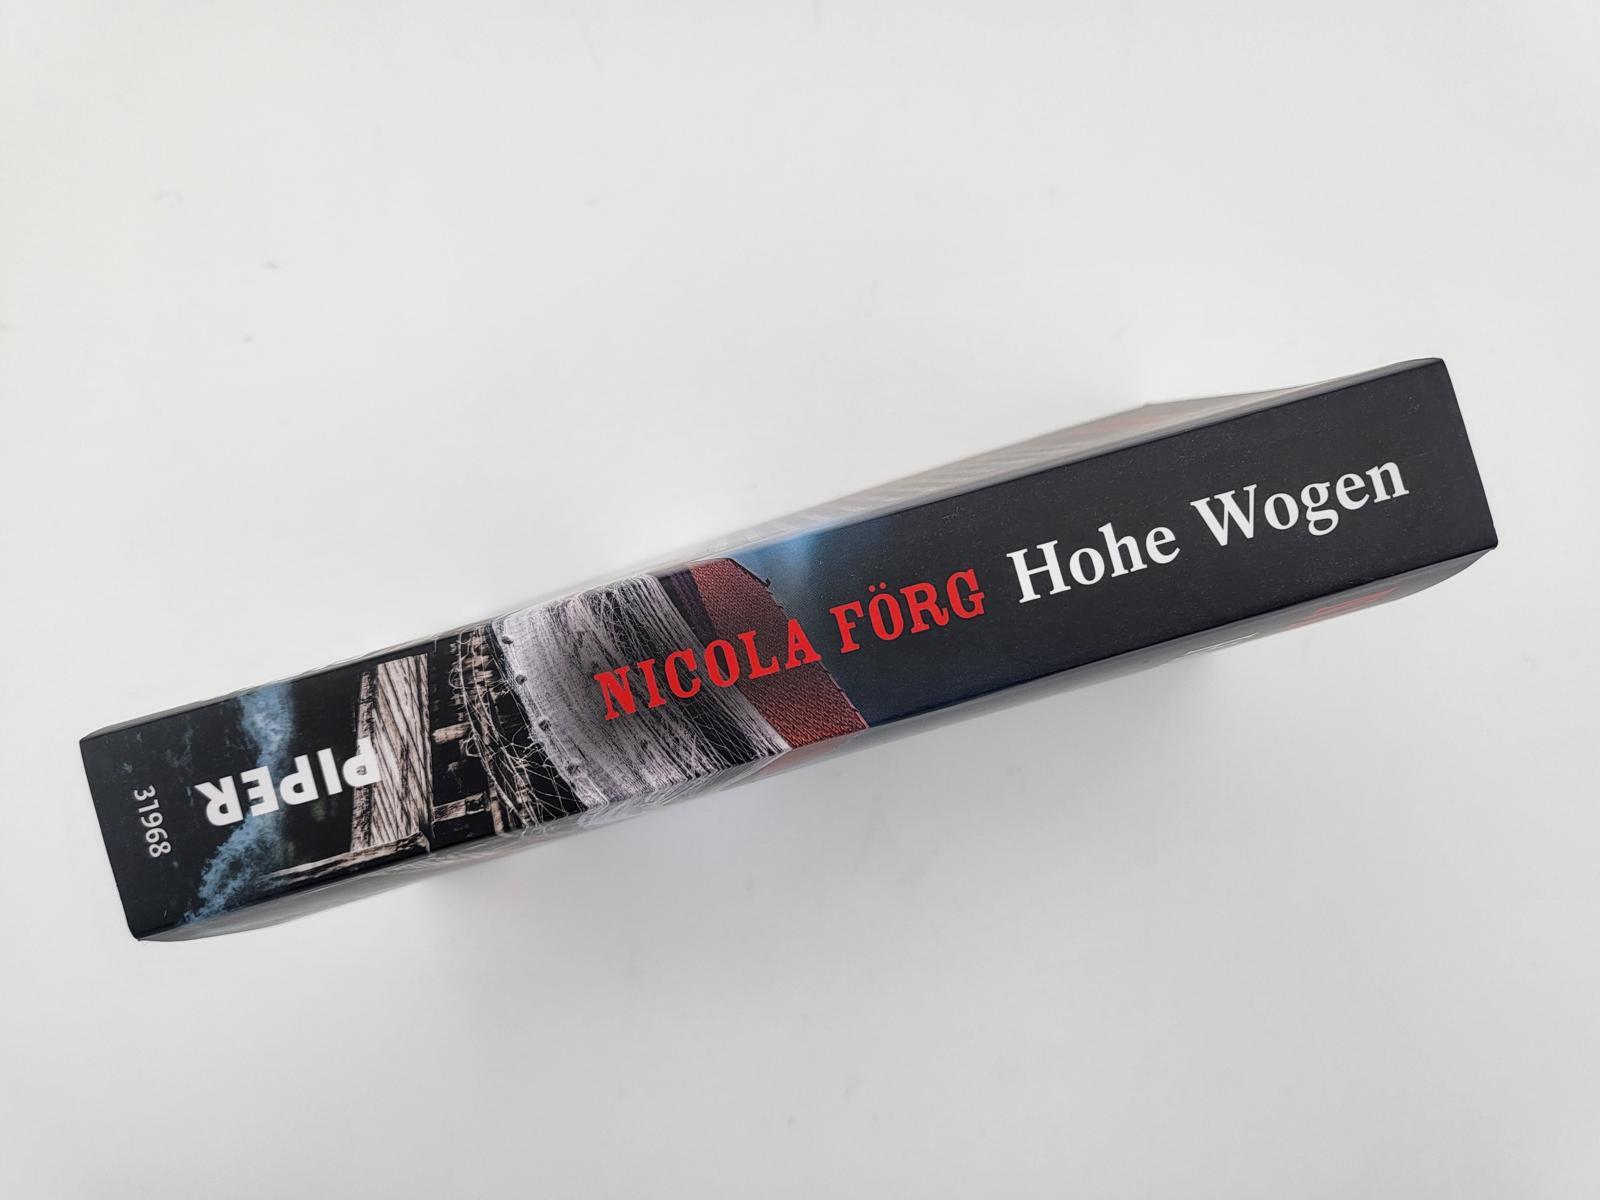 NICOLA FÖRG Hohe Wogen
PIPER
31968